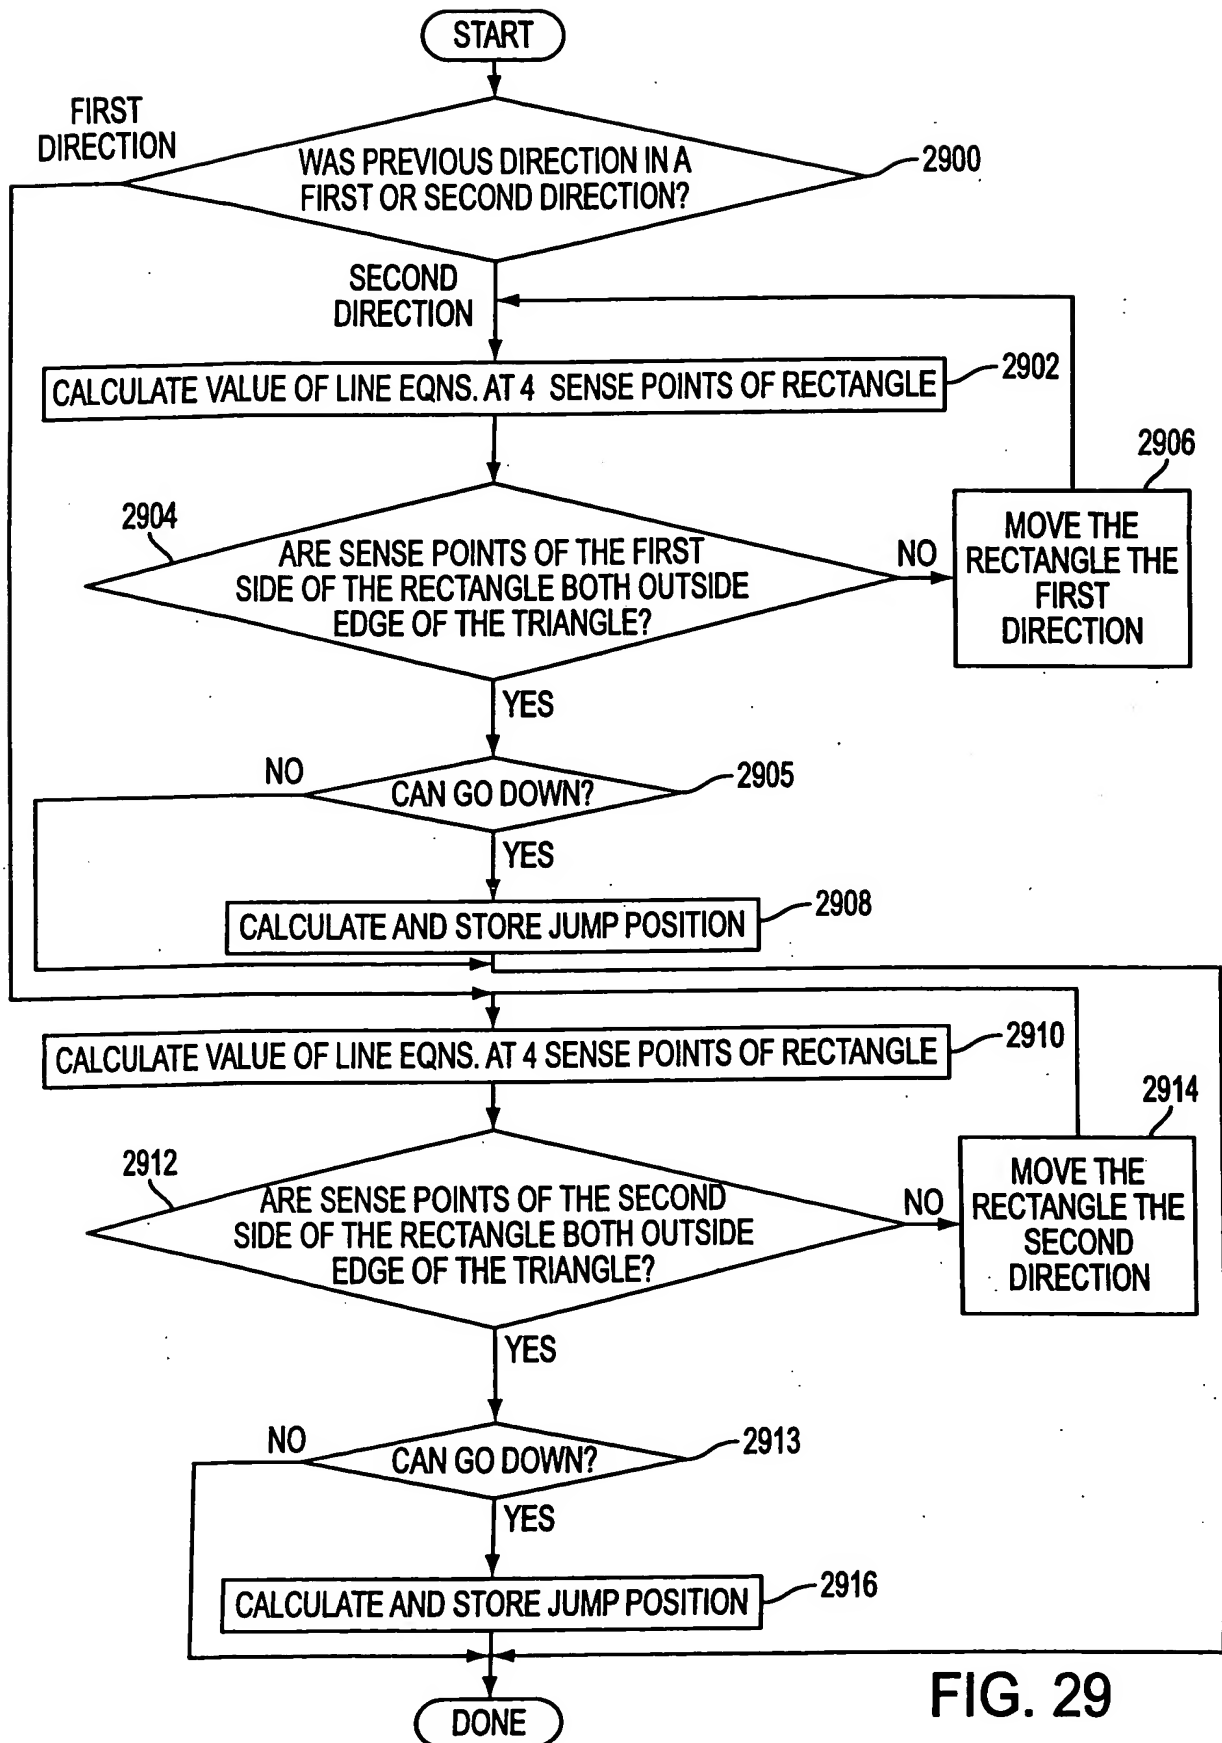 START
FIRST
DIRECTION
WAS PREVIOUS DIRECTION IN A
FIRST OR SECOND DIRECTION?
2900
SECOND
DIRECTION
CALCULATE VALUE OF LINE EQNS. AT 4 SENSE POINTS OF RECTANGLE
2902
2904
ARE SENSE POINTS OF THE FIRST
SIDE OF THE RECTANGLE BOTH OUTSIDE
EDGE OF THE TRIANGLE?
NO
2906
MOVE THE
RECTANGLE THE
FIRST
DIRECTION
YES
NO
CAN GO DOWN?
2905
YES
CALCULATE AND STORE JUMP POSITION
2908
CALCULATE VALUE OF LINE EQNS. AT 4 SENSE POINTS OF RECTANGLE
2910
2912
ARE SENSE POINTS OF THE SECOND
SIDE OF THE RECTANGLE BOTH OUTSIDE
EDGE OF THE TRIANGLE?
NO
2914
MOVE THE
RECTANGLE THE
SECOND
DIRECTION
YES
NO
CAN GO DOWN?
2913
YES
CALCULATE AND STORE JUMP POSITION
2916
DONE
FIG. 29